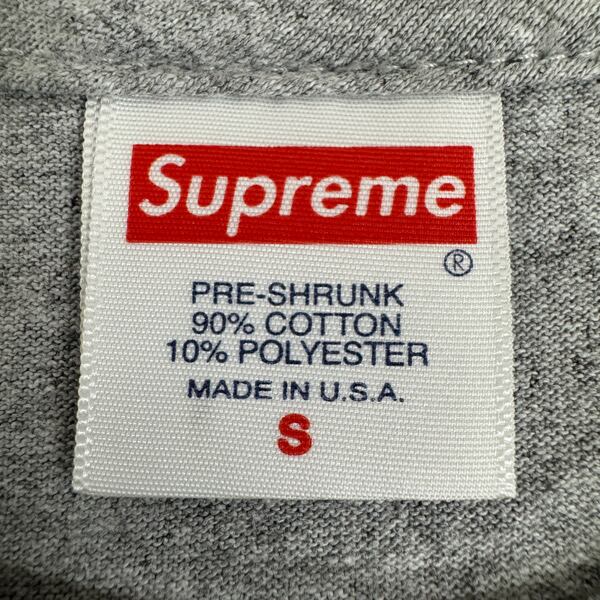 Supreme
®
PRE-SHRUNK
90% COTTON
10% POLYESTER
MADE IN U.S.A.
S